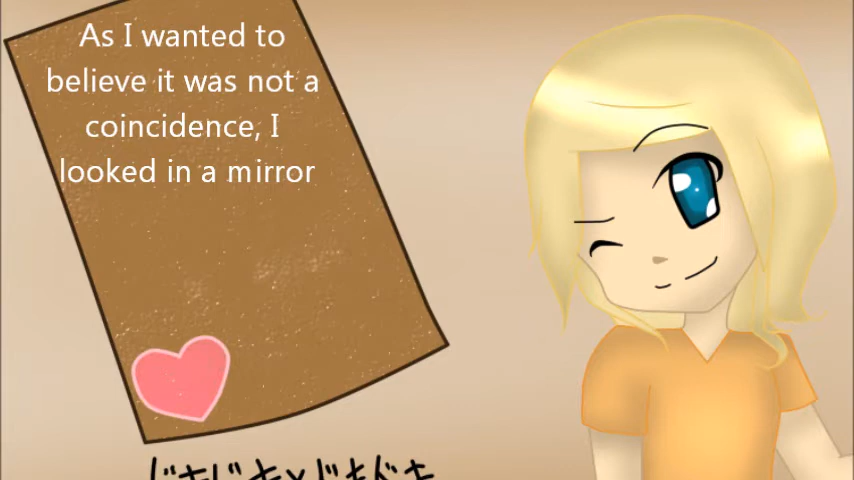 As I wanted to
believe it was not a
coincidence, I
looked in a mirror